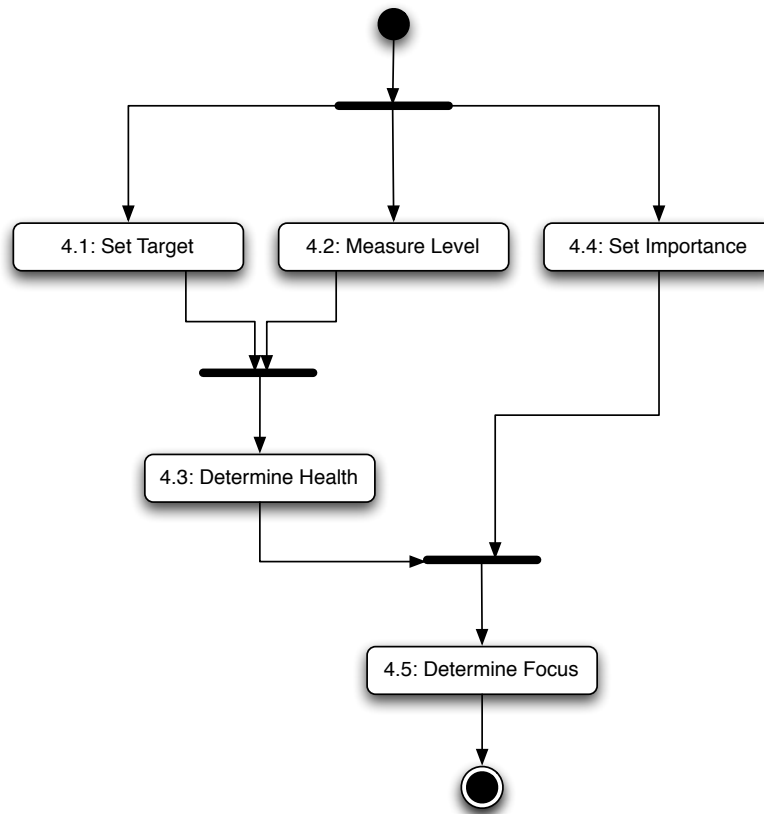 4.1: Set Target
4.2: Measure Level
4.4: Set Importance
4.3: Determine Health
4.5: Determine Focus